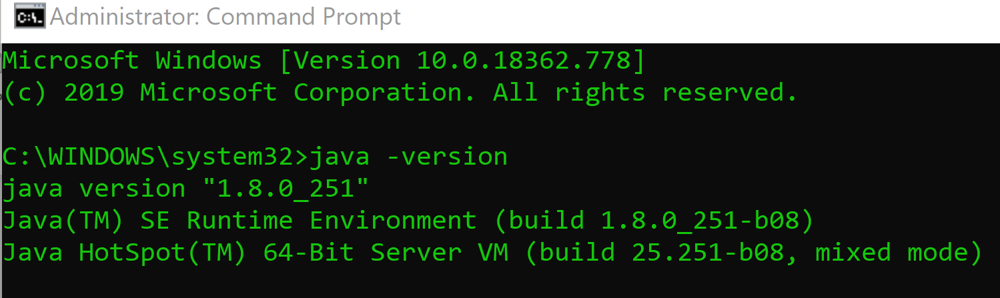 C:\.
Administrator: Command Prompt
Microsoft Windows [Version 10.0.18362.778]
(c) 2019 Microsoft Corporation. All rights reserved.
C:\WINDOWS\system32>java -version
java version "1.8.0_251"
Java(TM) SE Runtime Environment (build 1.8.0_251-b08)
Java HotSpot(TM) 64-Bit Server VM (build 25.251-b08, mixed mode)